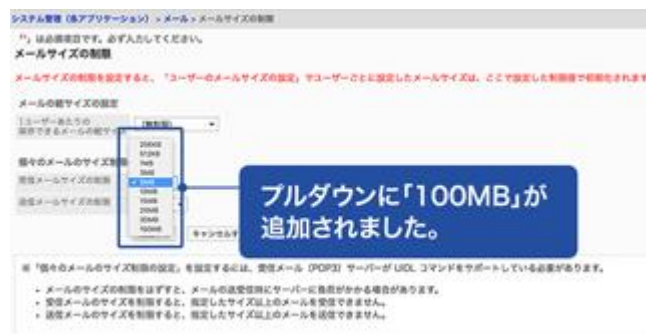 システム管理（各アプリケーション）＞メール＞メールサイズの制限
「*」は必須項目です。必ず入力してください。
メールサイズの制限
メールサイズの制限を設定すると、「ユーザーのメールサイズの設定」でユーザーごとに設定したメールサイズは、ここで設定した制限値で初期化されます
メールの総サイズの設定
1ユーザーあたりの
保存できるメールの総サイズ
(無制限)
256KB
512KB
1MB
個々のメールのサイズ制限
受信メールサイズの制限
10MB
送信メールサイズの制限
20MB
100MB
キャンセルす
プルダウンに「100MB」が
追加されました。
※「個々のメールのサイズ制限の設定」を設定するには、受信メール（POP3）サーバーが UIDL コマンドをサポートしている必要があります。
・メールのサイズの制限をはずすと、メールの送受信時にサーバーに負荷がかかる場合があります。
・受信メールのサイズを制限すると、指定したサイズ以上のメールを受信できません。
・送信メールのサイズを制限すると、指定したサイズ以上のメールを送信できません。